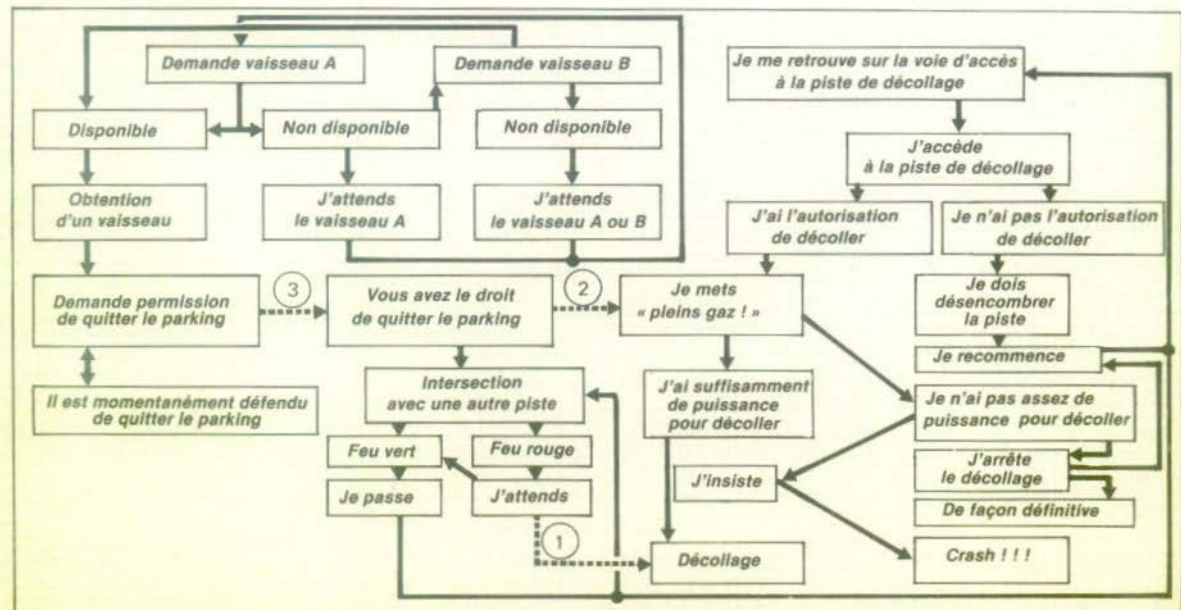 Demande vaisseau A
Demande vaisseau B
Je me retrouve sur la voie d'accès
à la piste de décollage
Disponible
Non disponible
Non disponible
J'accède
à la piste de décollage
Obtention
d'un vaisseau
J'attends
le vaisseau A
J'attends
le vaisseau A ou B
J'ai l'autorisation
de décoller
Je n'ai pas l'autorisation
de décoller
Demande permission
de quitter le parking
3
Vous avez le droit
de quitter le parking
2
Je mets
« pleins gaz ! »
Je dois
désencombrer
la piste
Je recommence
Il est momentanément défendu
de quitter le parking
Intersection
avec une autre piste
J'ai suffisamment
de puissance
pour décoller
Je n'ai pas assez de
puissance pour décoller
Feu vert
Feu rouge
J'arrête
le décollage
Je passe
J'attends
J'insiste
De façon définitive
1
Décollage
Crash ! ! !